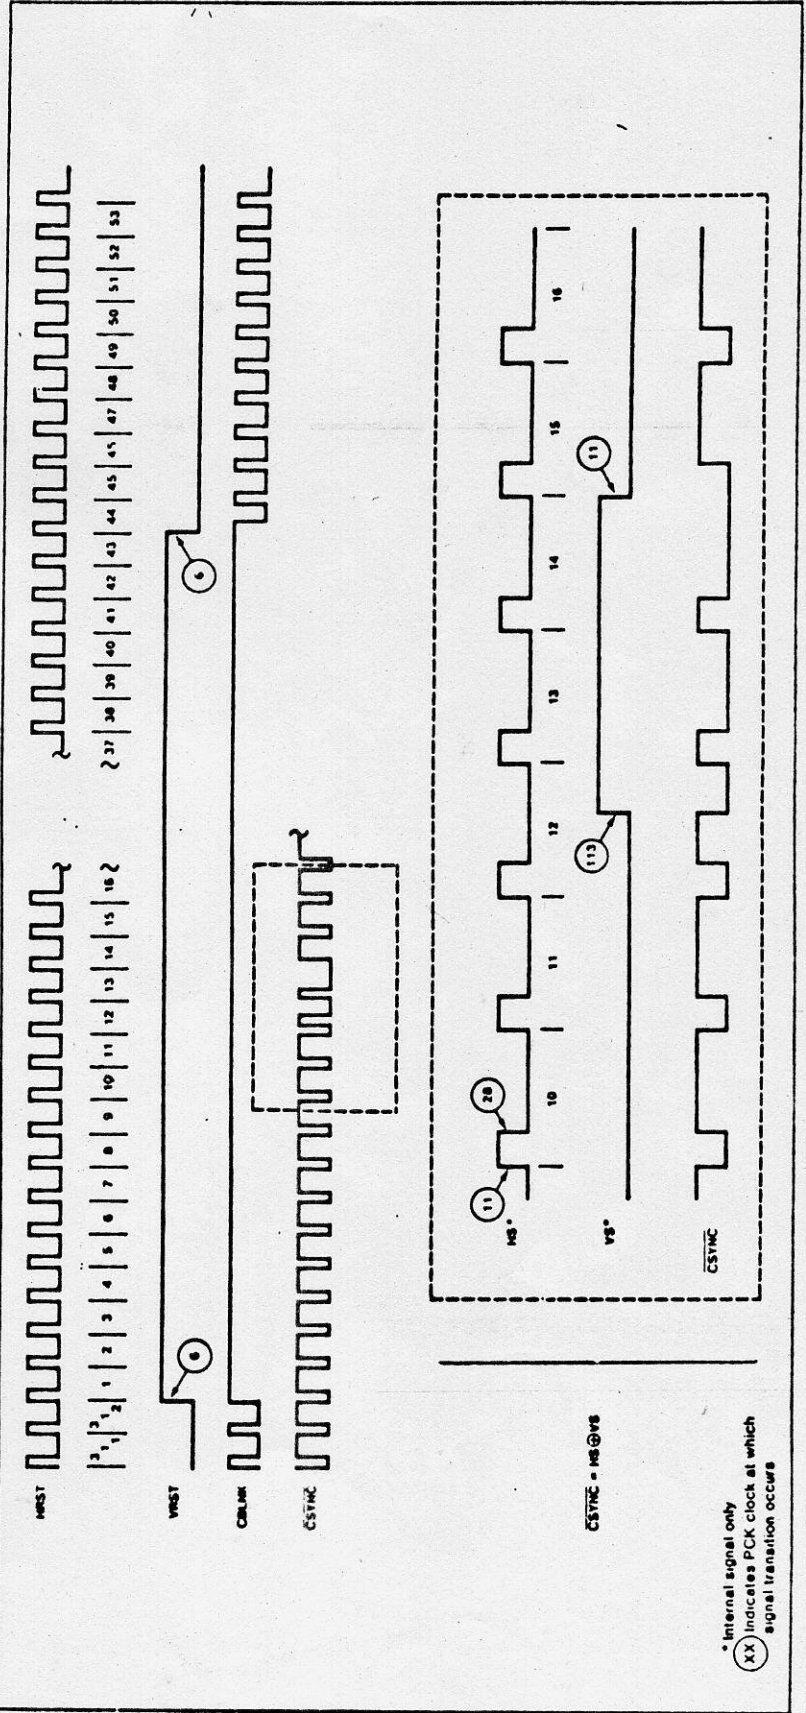 HRST
3 1 1 3 1 2 1 2 3 4 5 6 7 8 9 10 11 12 13 14 15 16 37 38 39 40 41 42 43 44 45 45 47 48 49 50 51 52 53
VRST
6 6
CBLNK
CSYNC
11 28
HS*
10 11 12 13 14 15 16
113 11
VS*
CSYNC
CSYNC = HS⊕VS
* Internal signal only
XX Indicates PCK clock at which
signal transition occurs